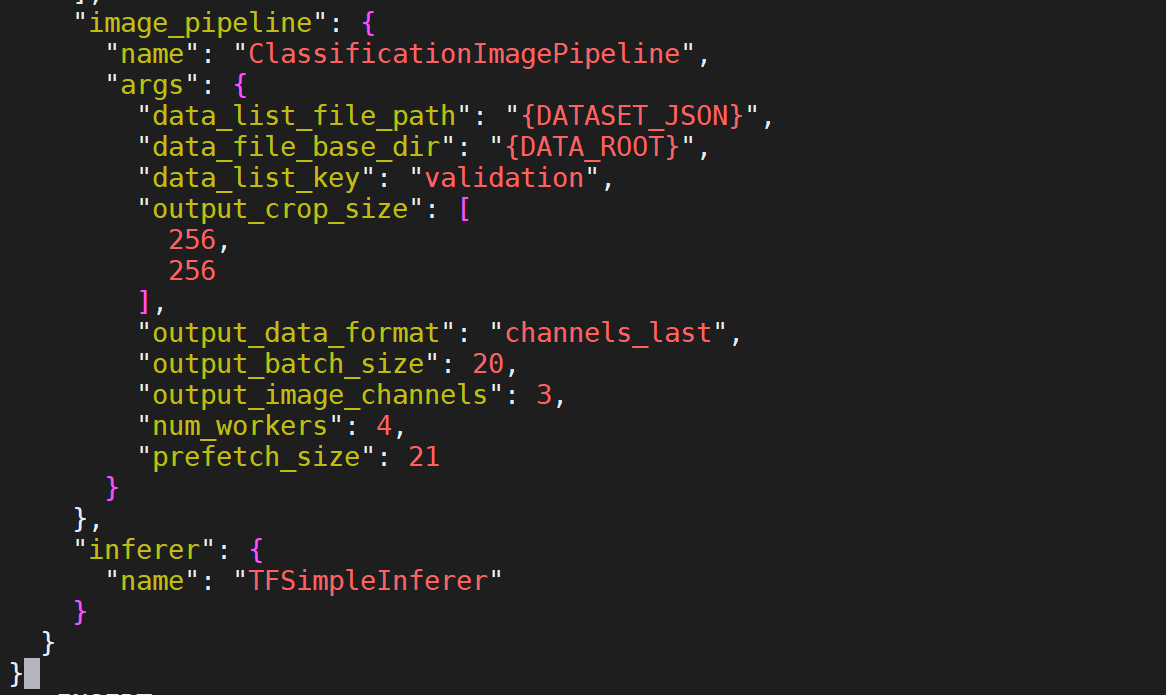 "image_pipeline": {
"name": "ClassificationImagePipeline",
"args": {
"data_list_file_path": "{DATASET_JSON}",
"data_file_base_dir": "{DATA_ROOT}",
"data_list_key": "validation",
"output_crop_size": [
256,
256
],
"output_data_format": "channels_last",
"output_batch_size": 20,
"output_image_channels": 3,
"num_workers": 4,
"prefetch_size": 21
}
},
"inferer": {
"name": "TFSimpleInferer"
}
}
}